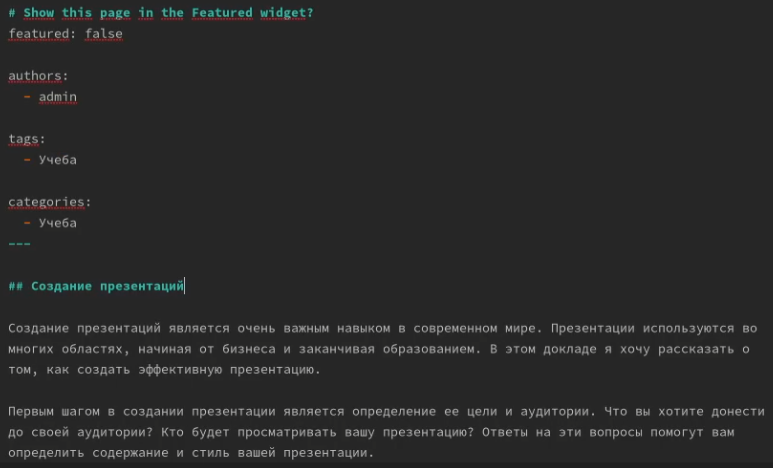 # Show this page in the Featured widget?
featured: false
authors:
- admin
tags:
- Учеба
categories:
- Учеба
---
## Создание презентаций
Создание презентаций является очень важным навыком в современном мире. Презентации используются во
многих областях, начиная от бизнеса и заканчивая образованием. В этом докладе я хочу рассказать о
том, как создать эффективную презентацию.
Первым шагом в создании презентации является определение ее цели и аудитории. Что вы хотите донести
до своей аудитории? Кто будет просматривать вашу презентацию? Ответы на эти вопросы помогут вам
определить содержание и стиль вашей презентации.